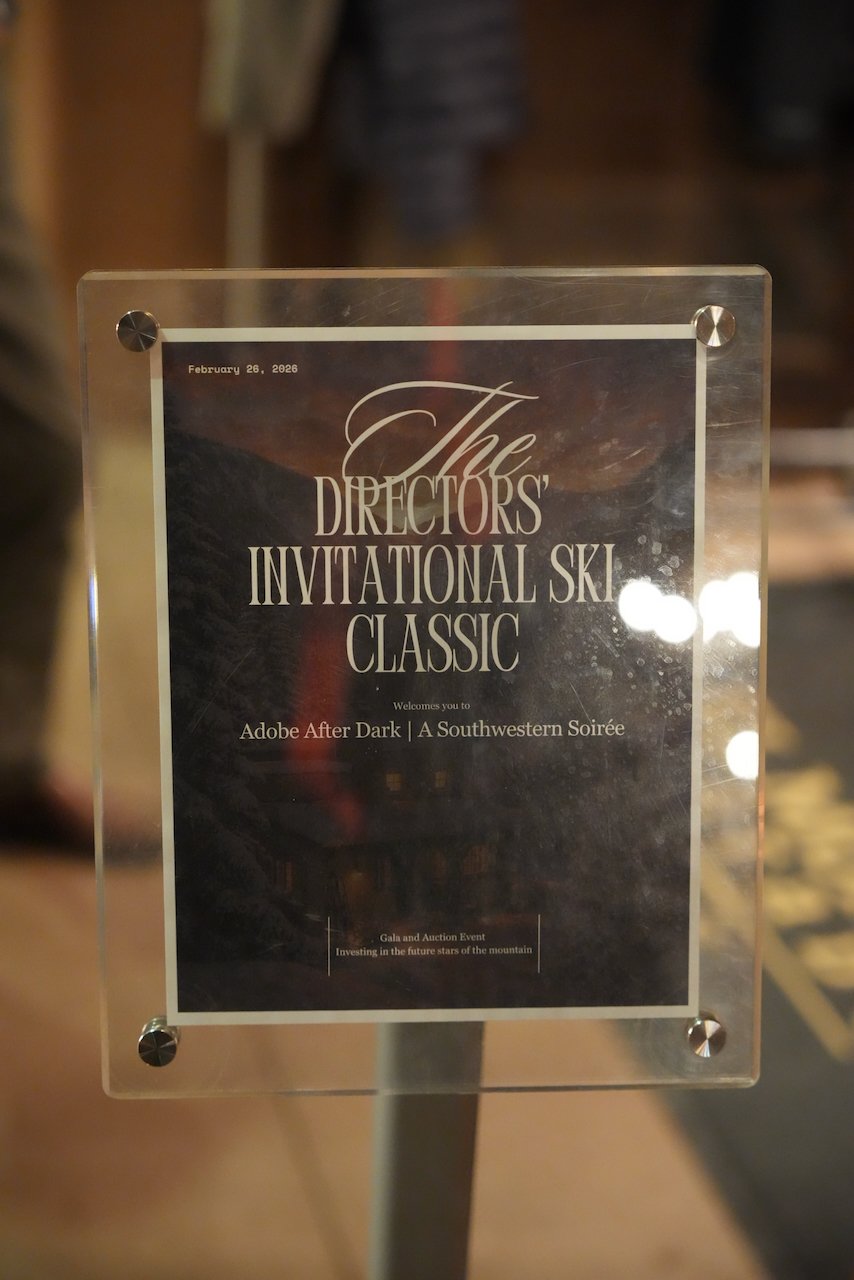 February 26, 2026
The
DIRECTORS'
INVITATIONAL SKI
CLASSIC
Welcomes you to
Adobe After Dark | A Southwestern Soirée
Gala and Auction Event
Investing in the future stars of the mountain